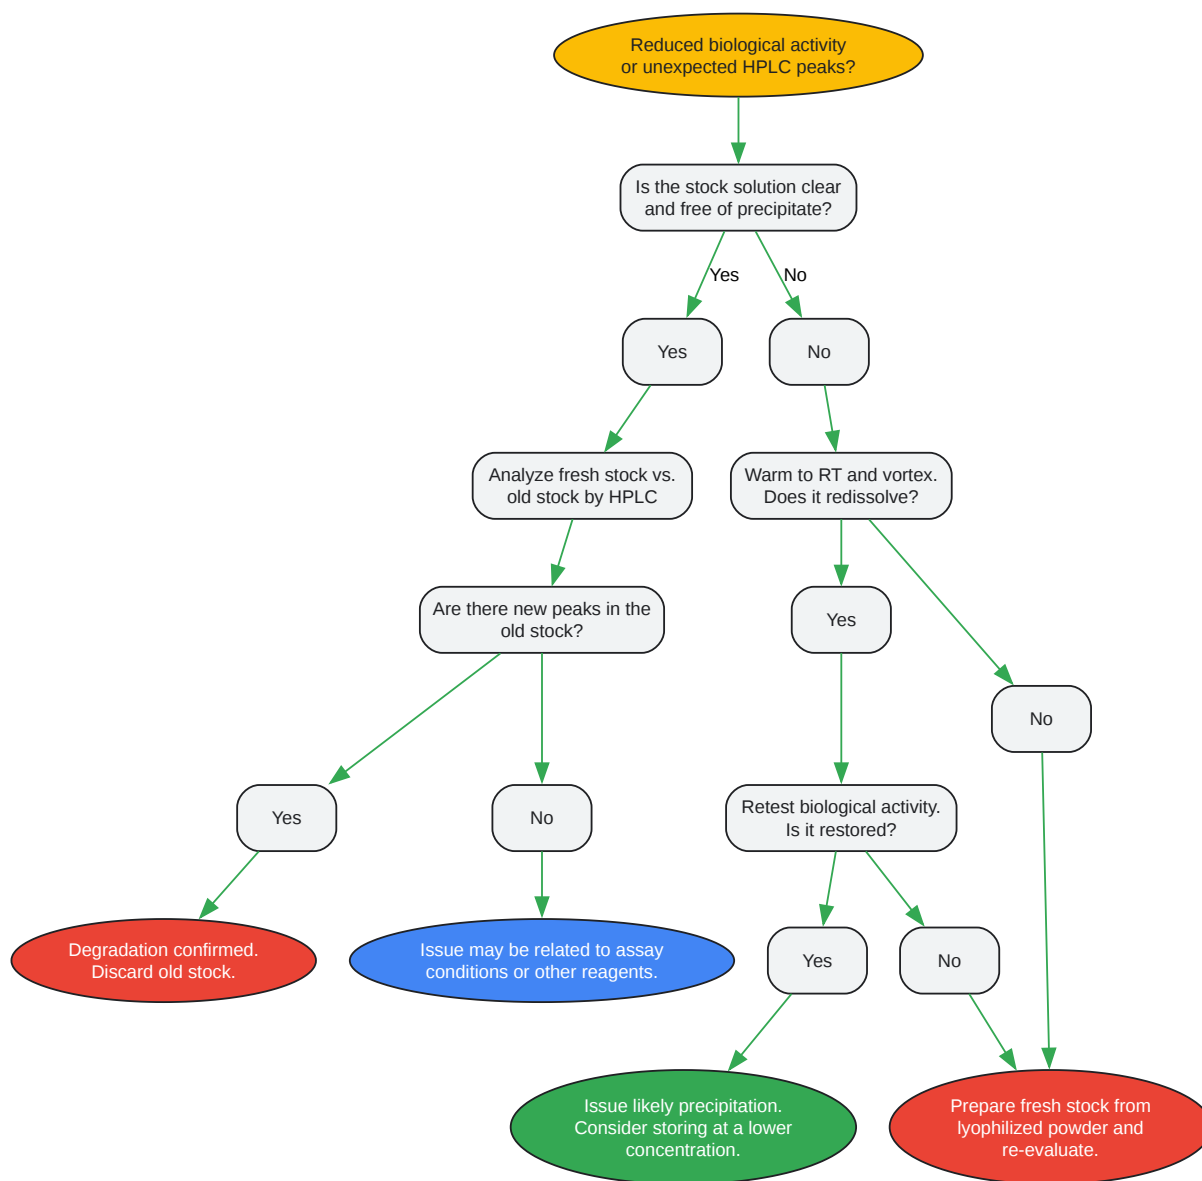 Reduced biological activity
or unexpected HPLC peaks?
Is the stock solution clear
and free of precipitate?
Yes
No
Yes
No
Analyze fresh stock vs.
old stock by HPLC
Warm to RT and vortex.
Does it redissolve?
Are there new peaks in the
old stock?
Yes
No
Yes
No
Retest biological activity.
Is it restored?
Degradation confirmed.
Discard old stock.
Issue may be related to assay
conditions or other reagents.
Yes
No
Issue likely precipitation.
Consider storing at a lower
concentration.
Prepare fresh stock from
lyophilized powder and
re-evaluate.